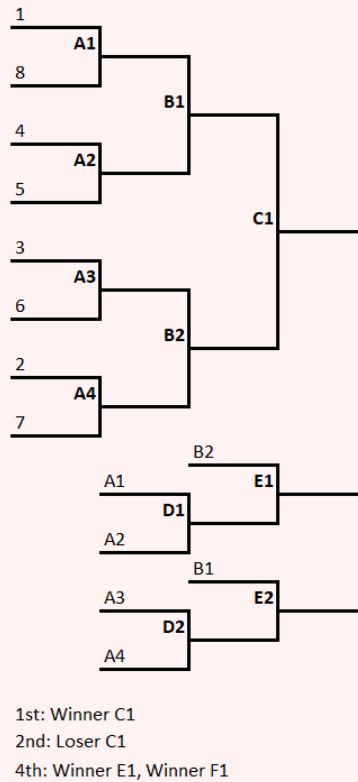 1
A1
8
B1
4
A2
5
C1
3
A3
6
B2
2
A4
7
B2
A1
E1
D1
A2
B1
A3
E2
D2
A4
1st: Winner C1
2nd: Loser C1
4th: Winner E1, Winner F1